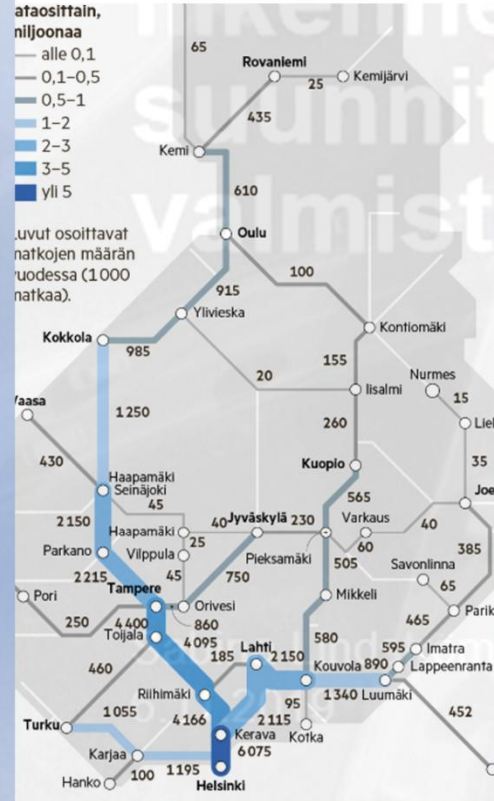 ataosittain,
miljoonaa
alle 0,1
0,1–0,5
0,5–1
1–2
2–3
3–5
yli 5
Luvut osoittavat
matkojen määrän
vuodessa (1 000
matkaa).
65
Rovaniemi
25
Kemijärvi
435
Kemi
610
Oulu
100
915
Ylivieska
Kontiomäki
Kokkola
985
155
Nurmes
20
Iisalmi
15
Vaasa
1 250
260
Liel
430
Kuopio
35
Haapamäki
Seinäjoki
565
Joe
45
2 150
40
Jyväskylä
230
Varkaus
40
Haapamäki
25
Parkano
Vilppula
Pieksamäki
60
505
385
Savonlinna
2 215
45
750
65
Tampere
Pori
Orivesi
Mikkeli
Parik
250
4 400
860
465
Toijala
4 095
580
Lahti
595
Imatra
185
2 150
460
Kouvola
890
Lappeenranta
Riihimäki
1 340
Luumäki
1 055
95
452
4 166
2 115
Turku
Kerava
Kotka
Karjaa
6 075
Hanko
100
1195
Helsinki
suunnit
valmist